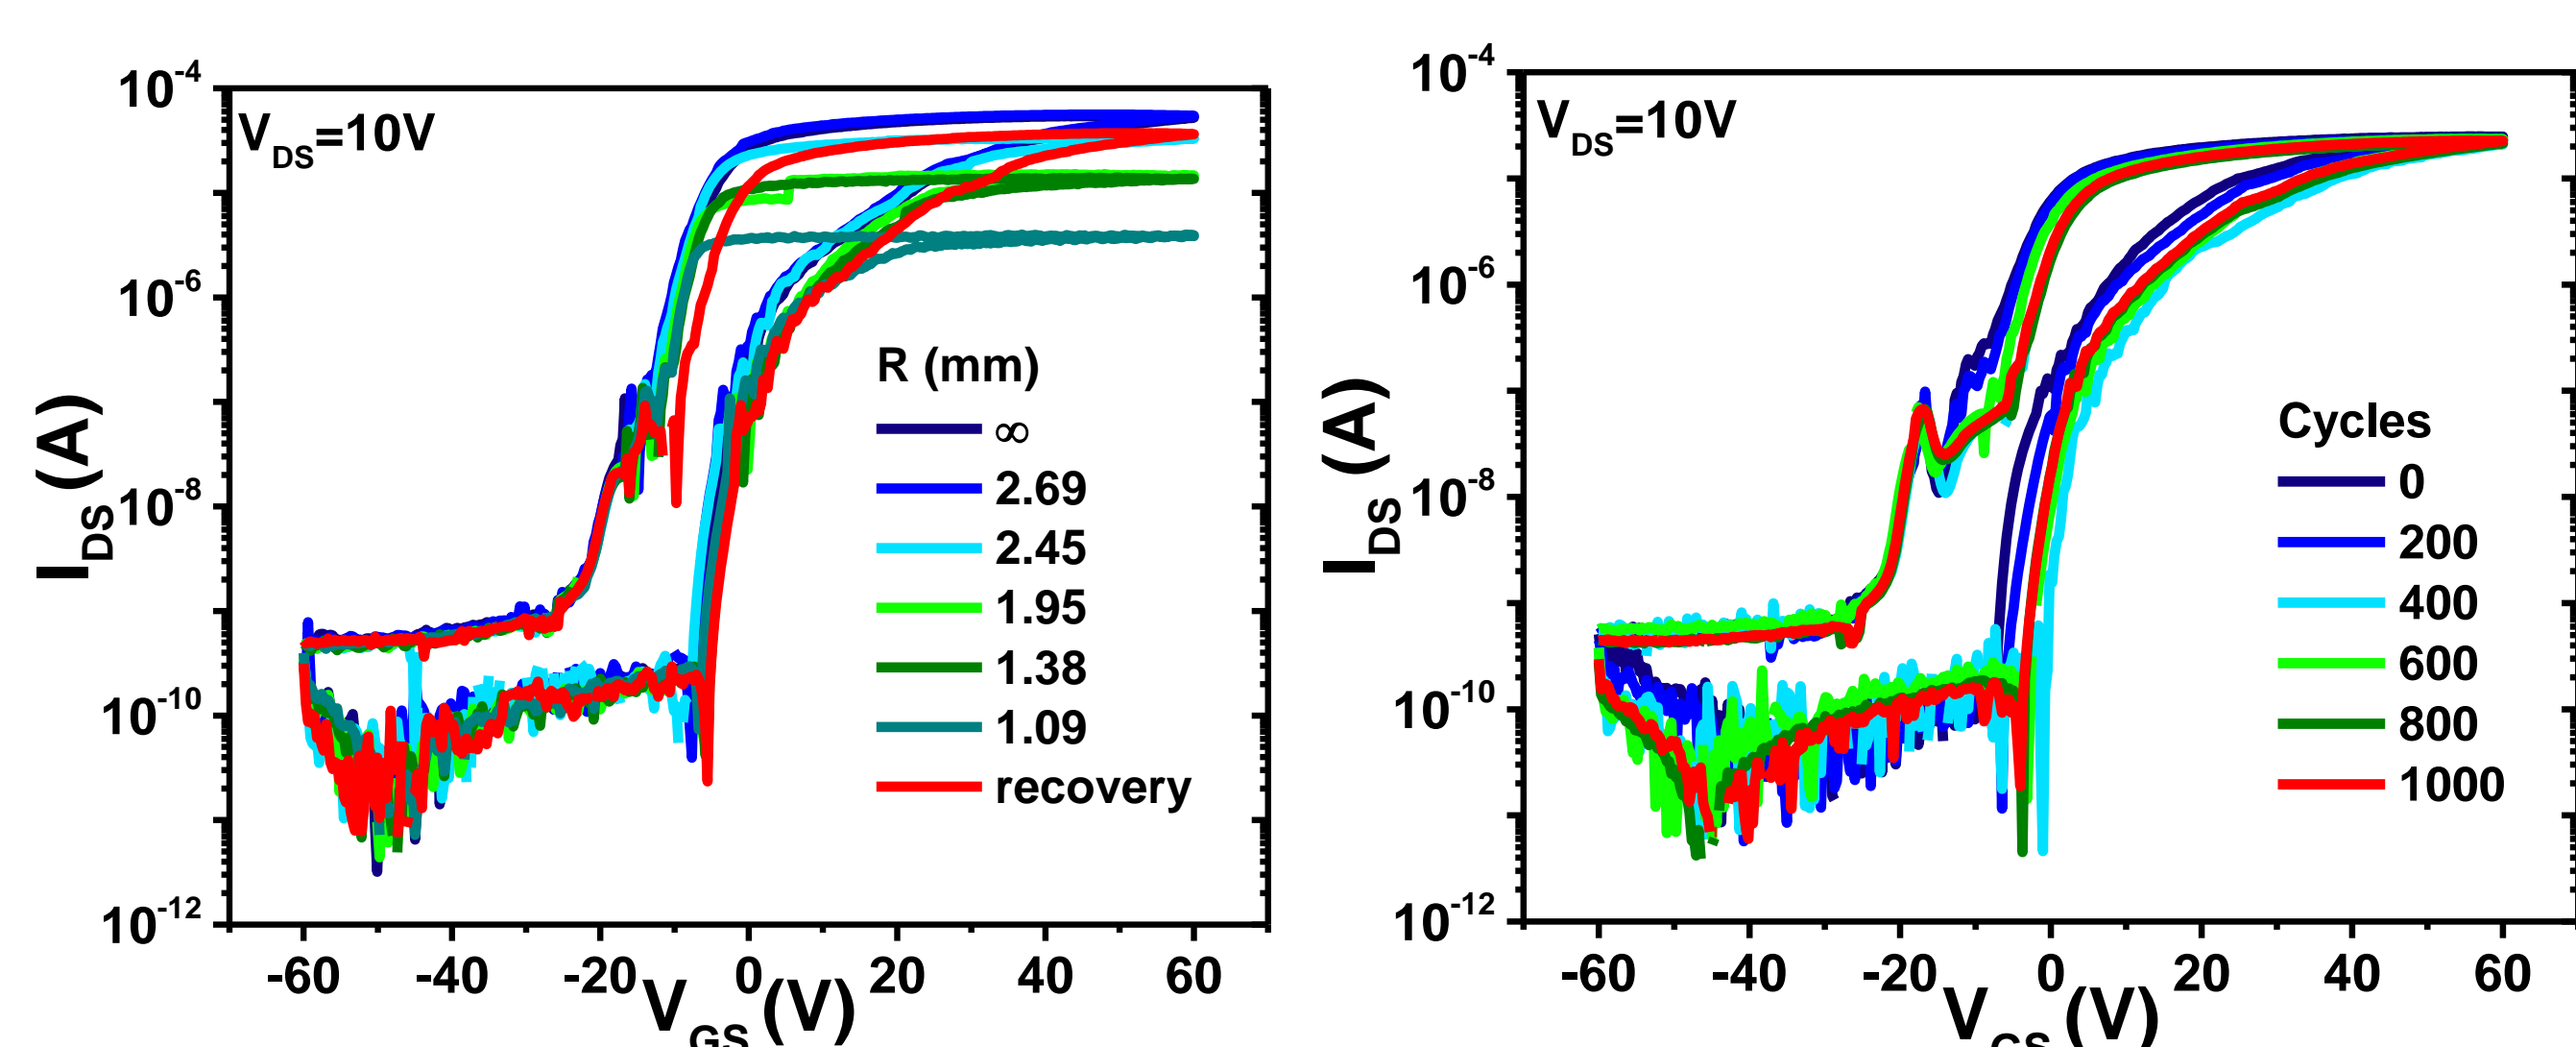 V_DS=10V
10^-4
10^-6
10^-8
10^-10
10^-12
I_DS (A)
R (mm)
∞
2.69
2.45
1.95
1.38
1.09
recovery
-60 -40 -20 0 20 40 60
V_GS (V)
V_DS=10V
10^-4
10^-6
10^-8
10^-10
10^-12
I_DS (A)
Cycles
0
200
400
600
800
1000
-60 -40 -20 0 20 40 60
V_GS (V)